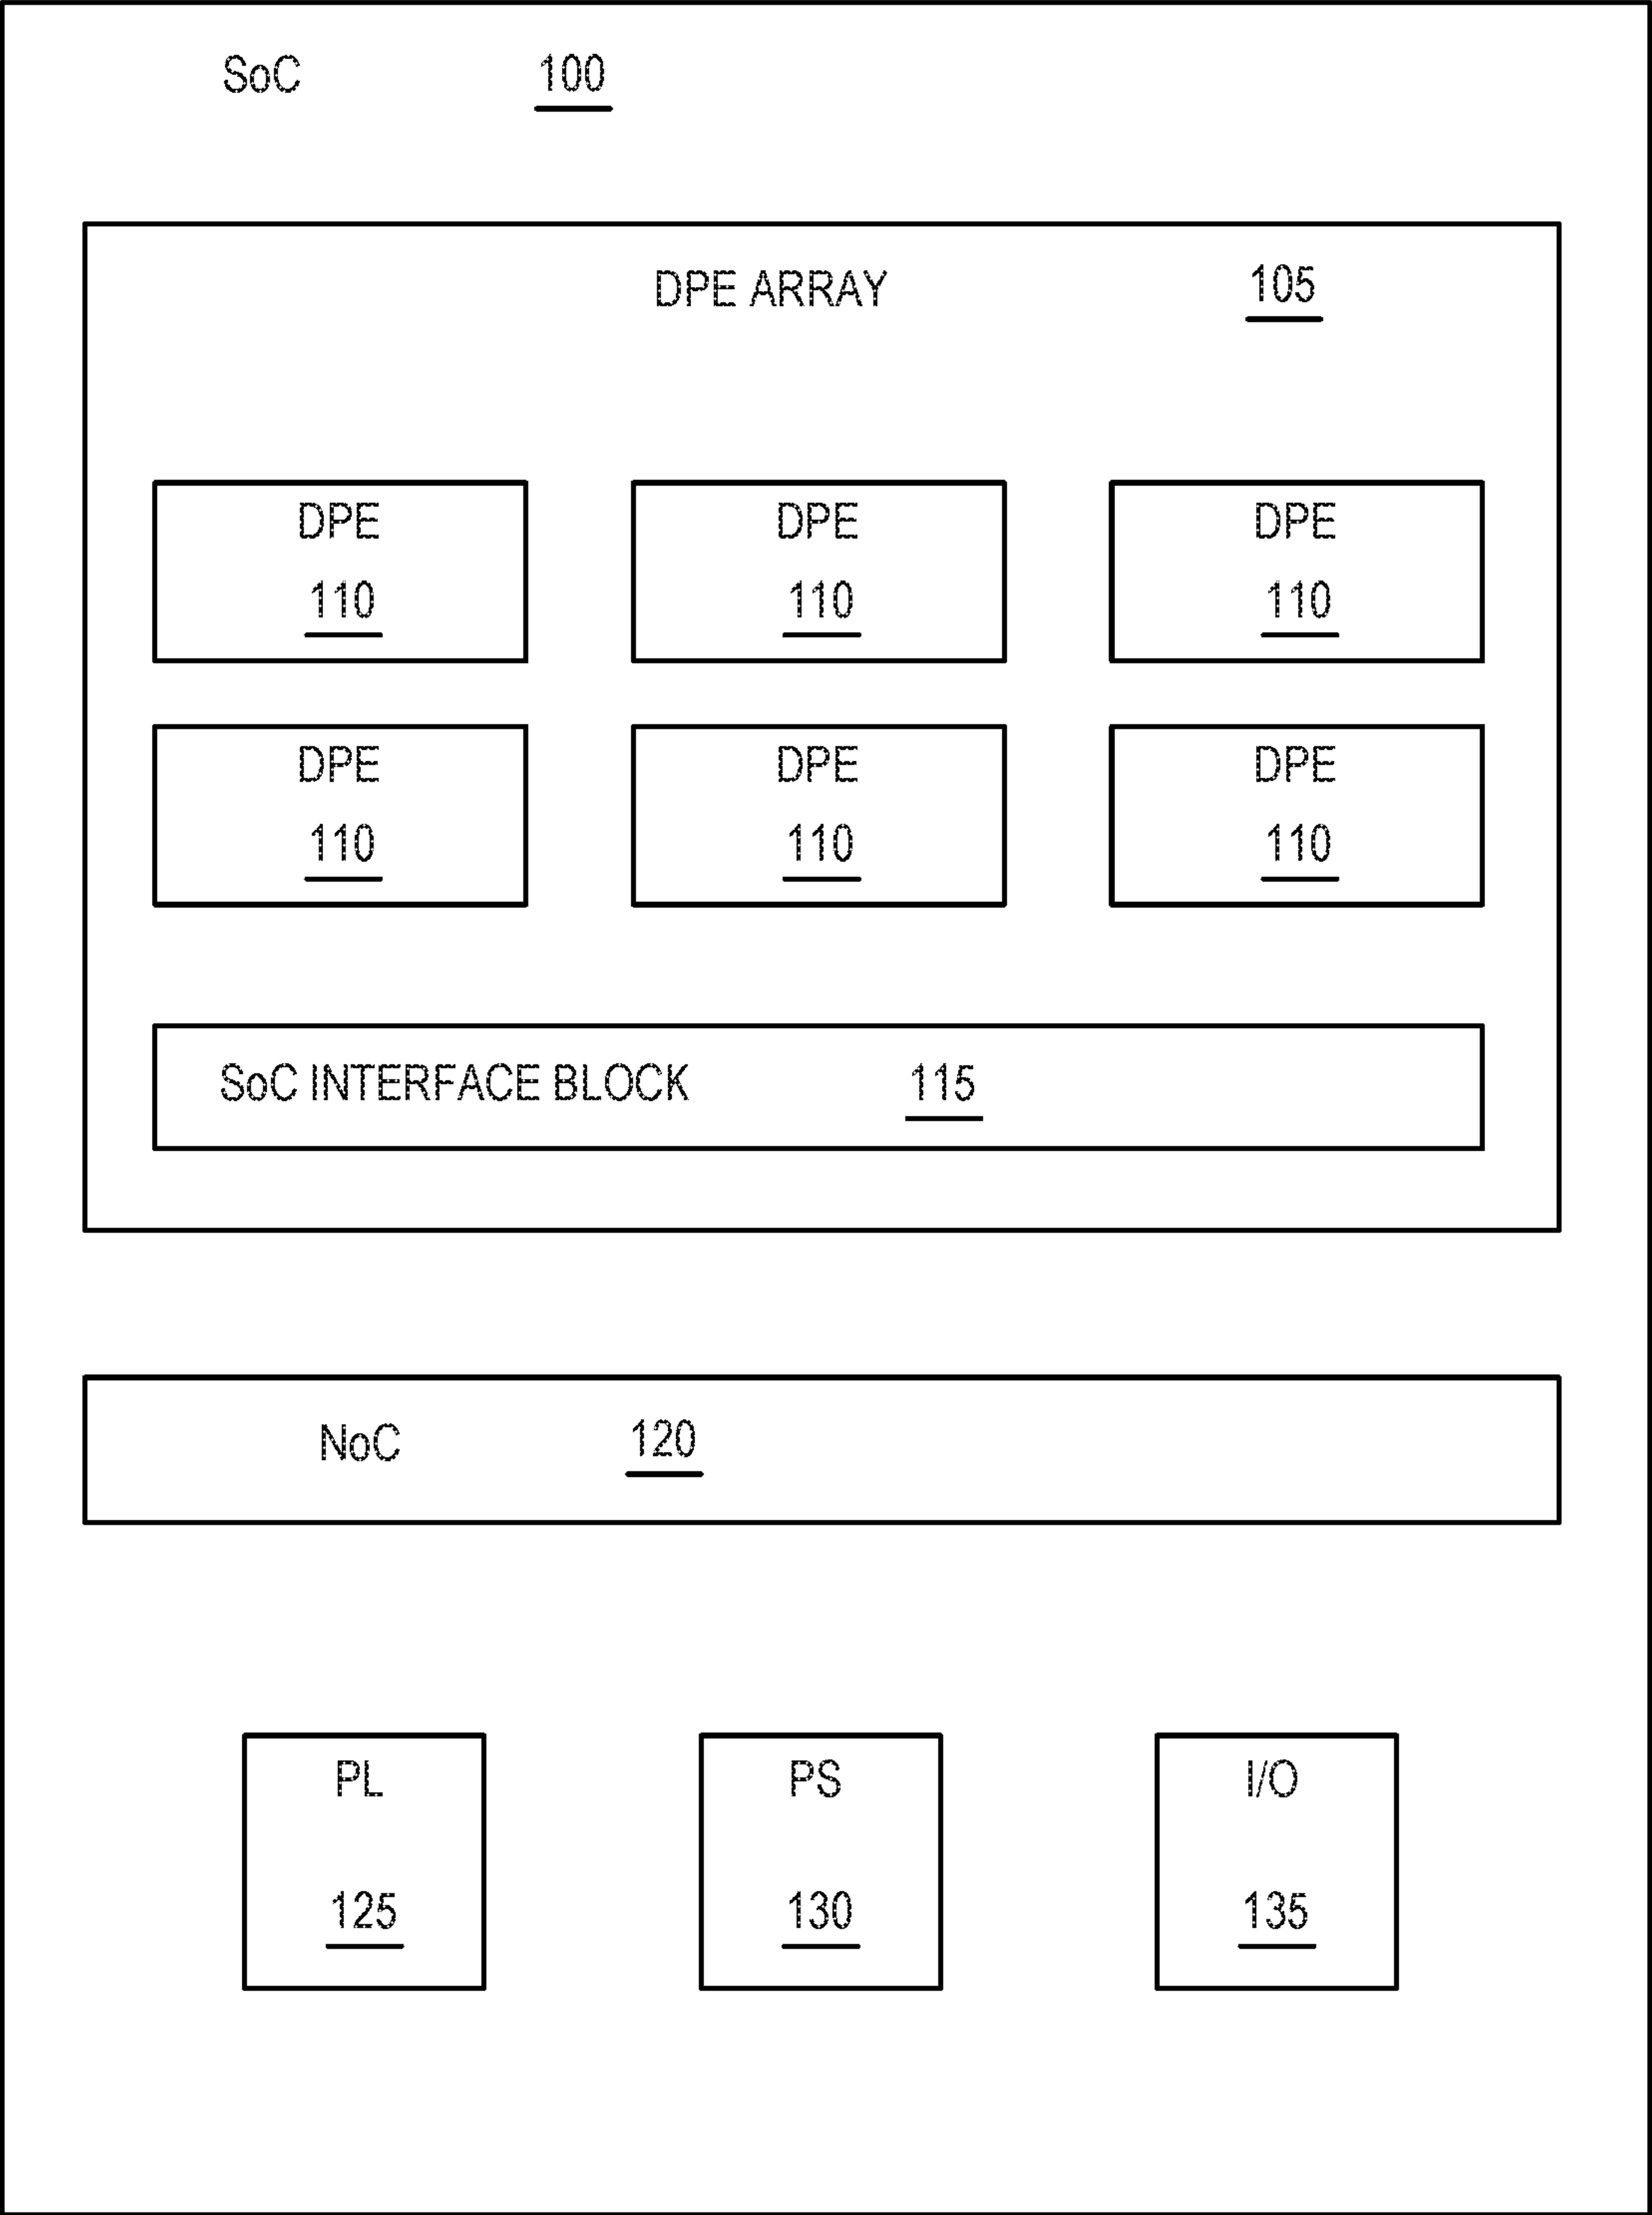 SoC 100
DPE ARRAY 105
DPE DPE DPE
110 110 110
DPE DPE DPE
110 110 110
SoC INTERFACE BLOCK 115
NoC 120
PL PS I/O
125 130 135